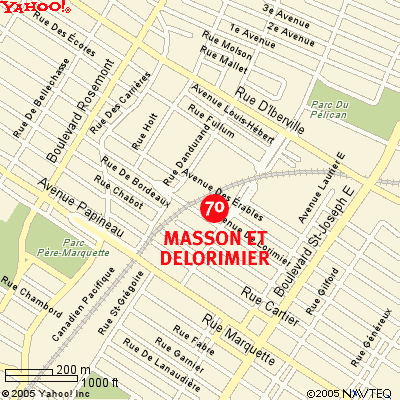 YAHOO!
3e Avenue
1e Avenue
2e Avenue
Rue Des Écoles
Rue Molson
Rue Mallet
Rue D'Iberville
Rue De Bellechasse
Boulevard Rosemont
Rue Des Carrières
Avenue Louis-Hébert
Rue Fullum
Parc Du
Pélican
Rue Holt
Rue Dandurand
Rue De Bordeaux
Rue Chabot
Avenue Des Érables
Avenue Laurier E
Avenue Papineau
70
Avenue De Lorimier
MASSON ET
DELORIMIER
Boulevard St-Joseph E
Parc
Père-Marquette
Rue Chambord
Canadien Pacifique
Rue St-Grégoire
Rue Cartier
Rue Gilford
Rue Généreux
Rue Marquette
Rue Fabre
Rue Garnier
Rue De Lanaudière
200 m
1000 ft
©2005 Yahoo! Inc
©2005 NAVTEQ